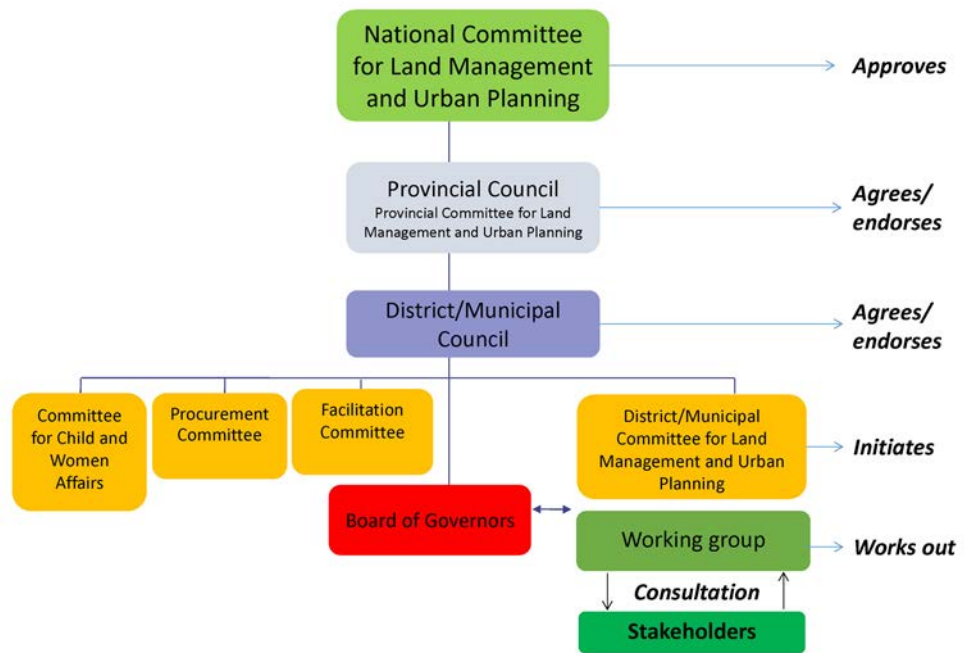 National Committee
for Land Management
and Urban Planning
Approves
Provincial Council
Provincial Committee for Land
Management and Urban Planning
Agrees/
endorses
District/Municipal
Council
Agrees/
endorses
Committee
for Child and
Women
Affairs
Procurement
Committee
Facilitation
Committee
District/Municipal
Committee for Land
Management and Urban
Planning
Initiates
Board of Governors
Working group
Works out
Consultation
Stakeholders